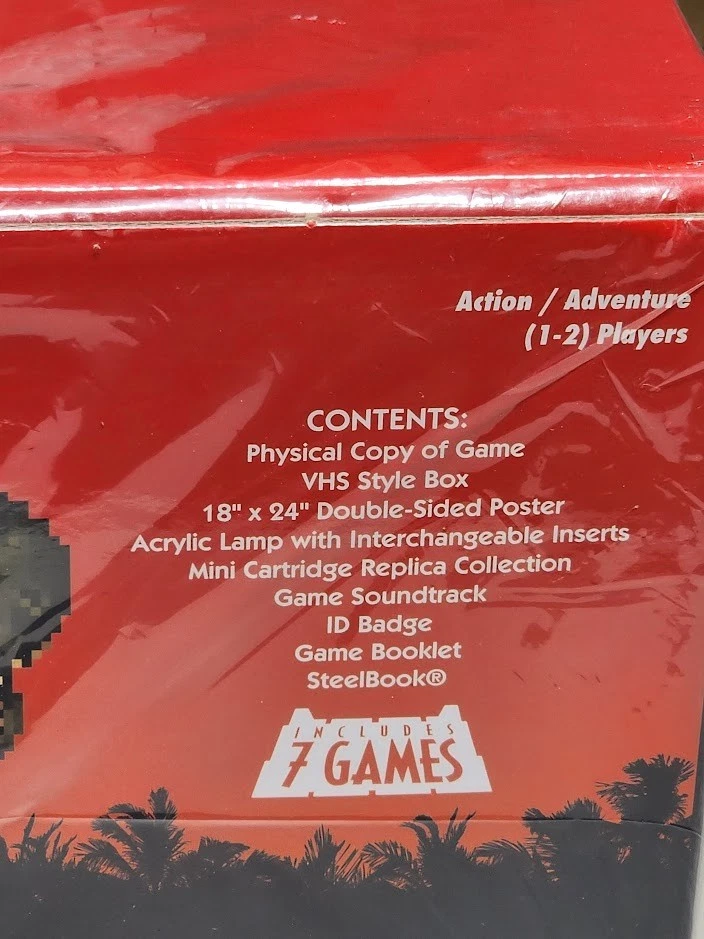 Action / Adventure
(1-2) Players
CONTENTS:
Physical Copy of Game
VHS Style Box
18" x 24" Double-Sided Poster
Acrylic Lamp with Interchangeable Inserts
Mini Cartridge Replica Collection
Game Soundtrack
ID Badge
Game Booklet
SteelBook®
INCLUDES
7 GAMES